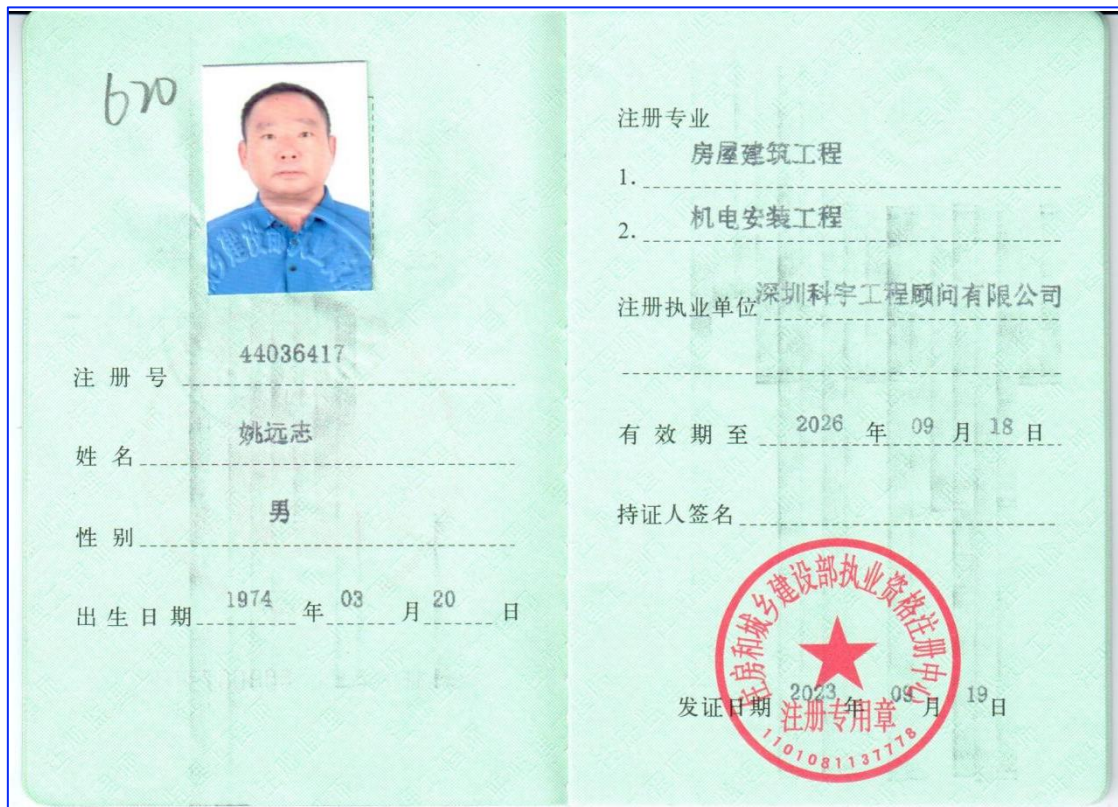 620
注册号 44036417
姓名 姚远志
性别 男
出生日期 1974 年 03 月 20 日
注册专业
1. 房屋建筑工程
2. 机电安装工程
注册执业单位 深圳科宇工程顾问有限公司
有效期至 2026 年 09 月 18 日
持证人签名
住房和城乡建设部执业资格注册中心
发证日期 2023 年 09 月 19 日
注册专用章
1101081137778